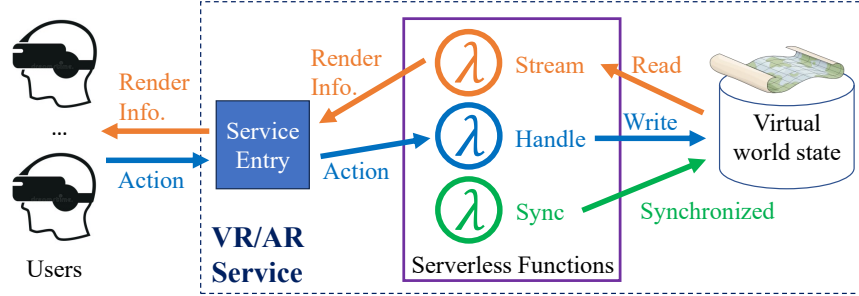 Render
Info.
...
Action
Users
Service
Entry
VR/AR
Service
Render
Info.
Action
λ Stream
λ Handle
λ Sync
Serverless Functions
Read
Write
Synchronized
Virtual
world state